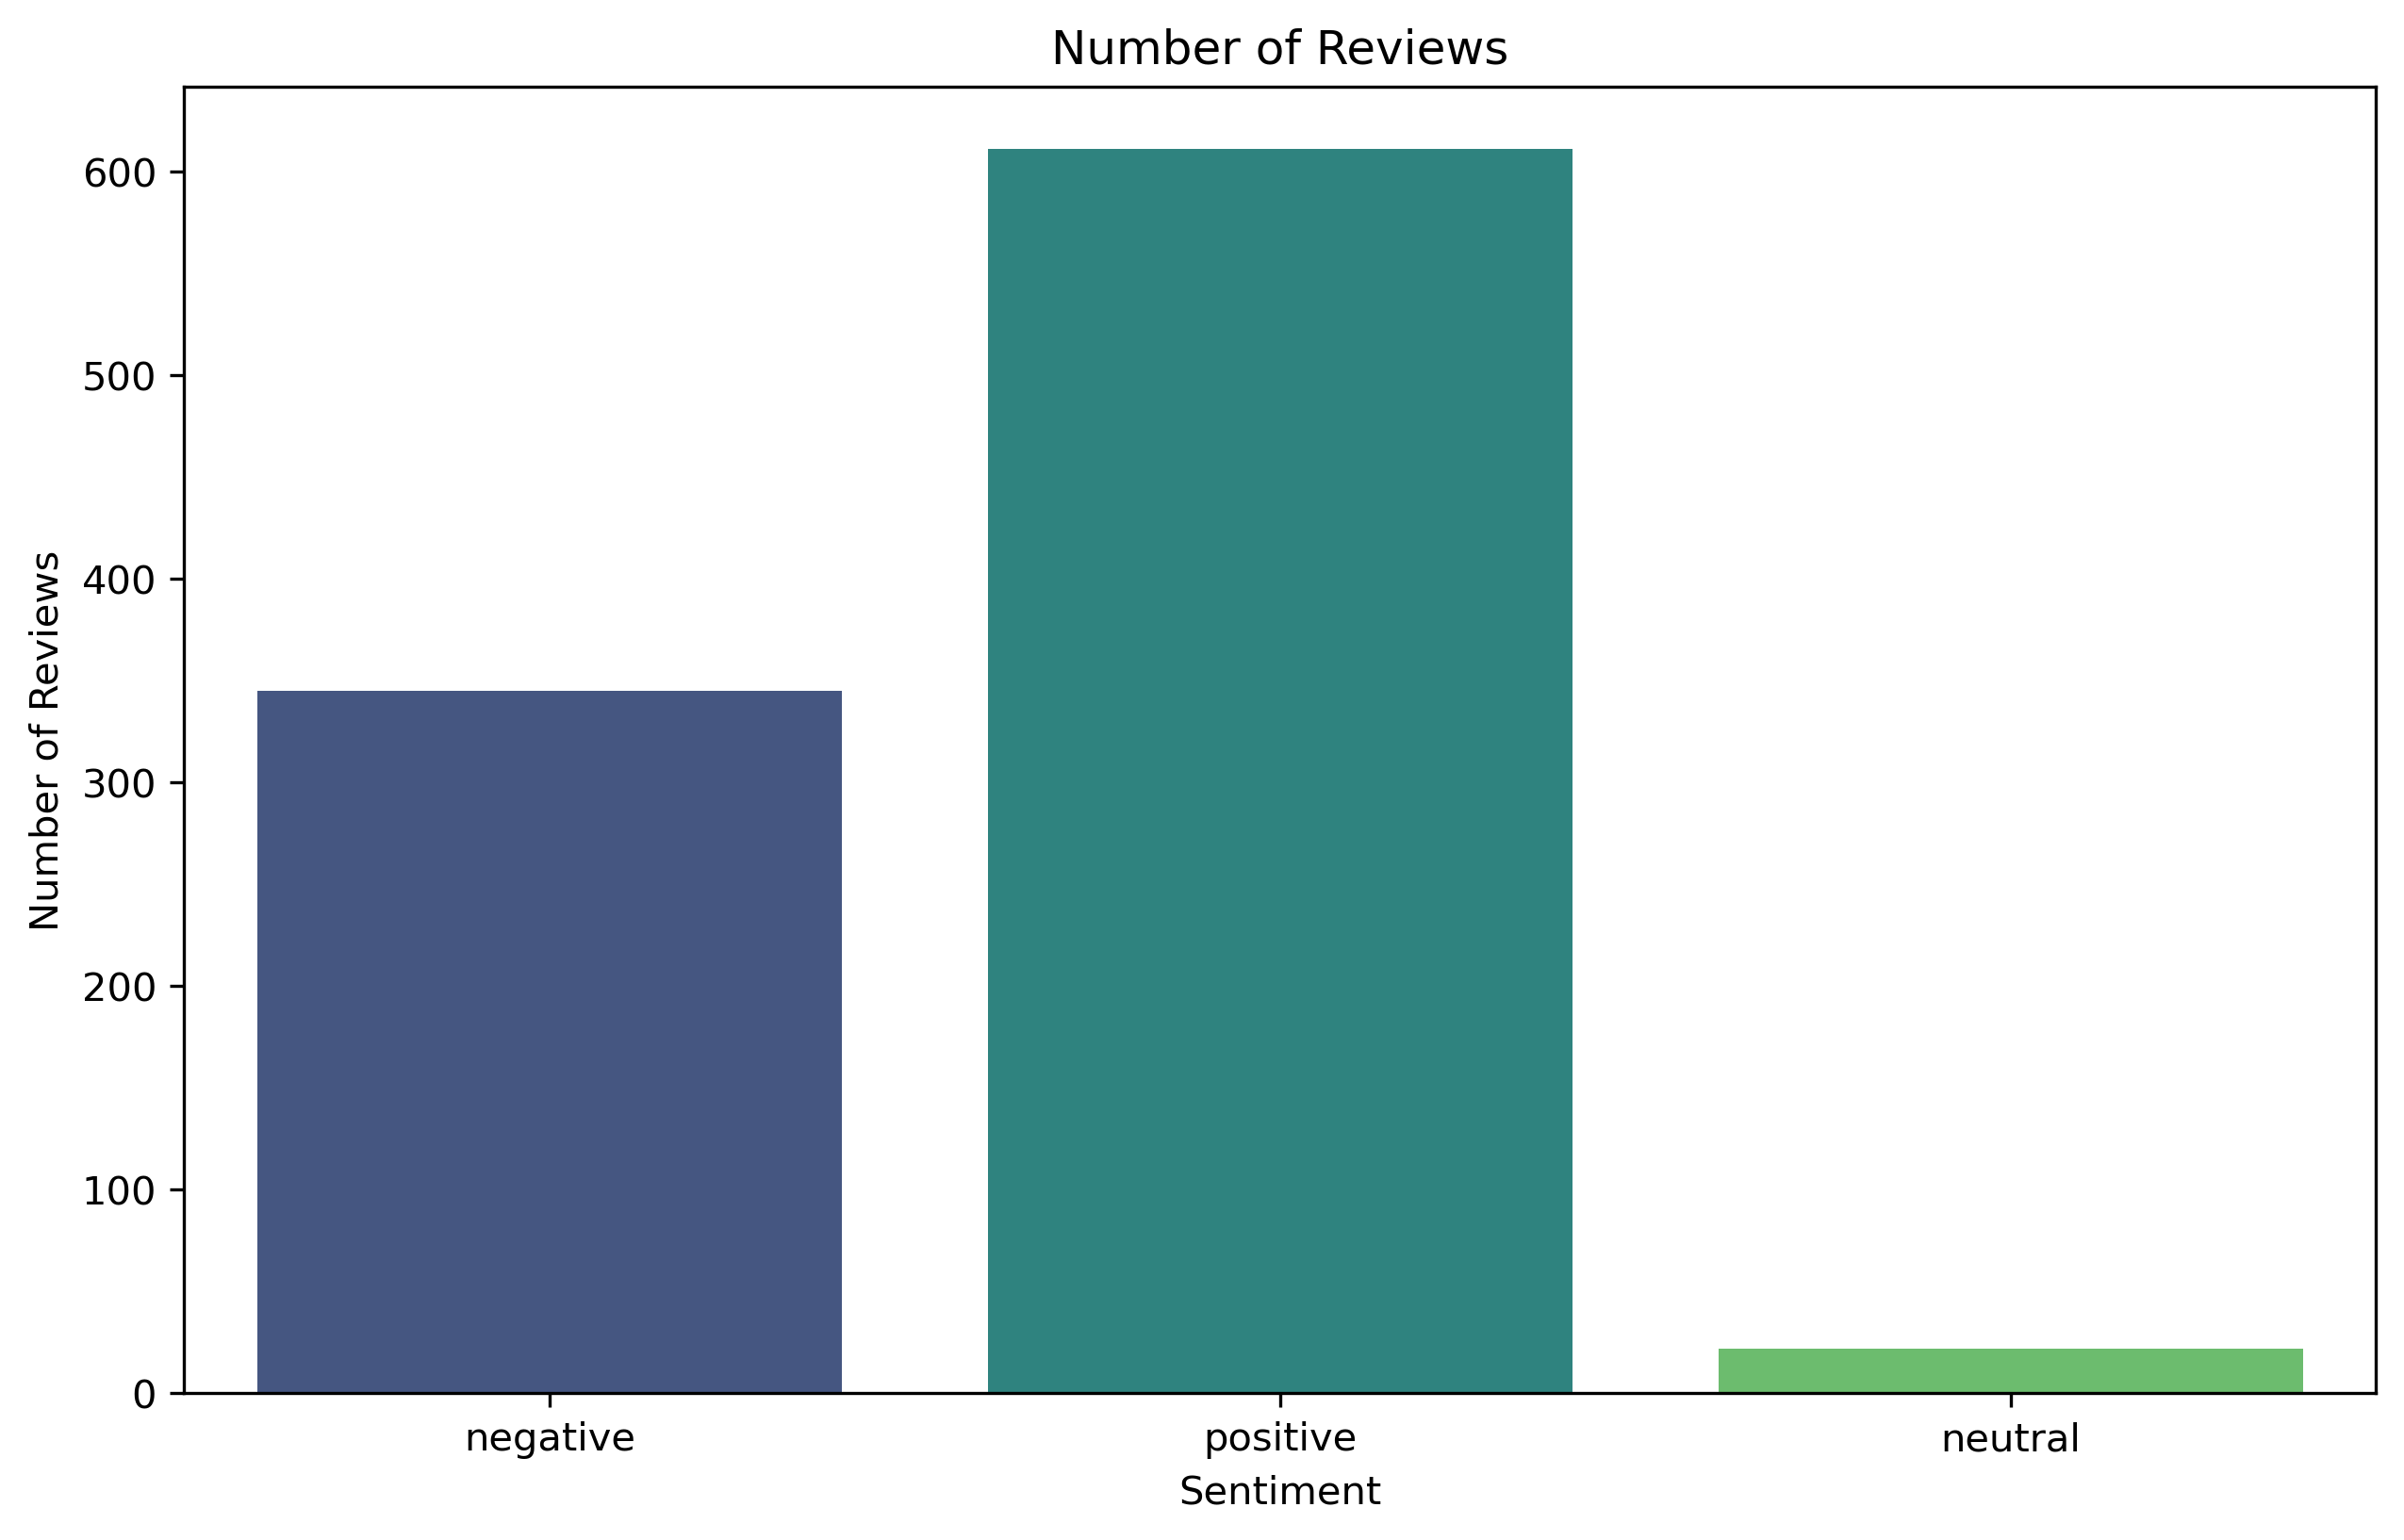 Number of Reviews
Number of Reviews
600
500
400
300
200
100
0
negative
positive
neutral
Sentiment